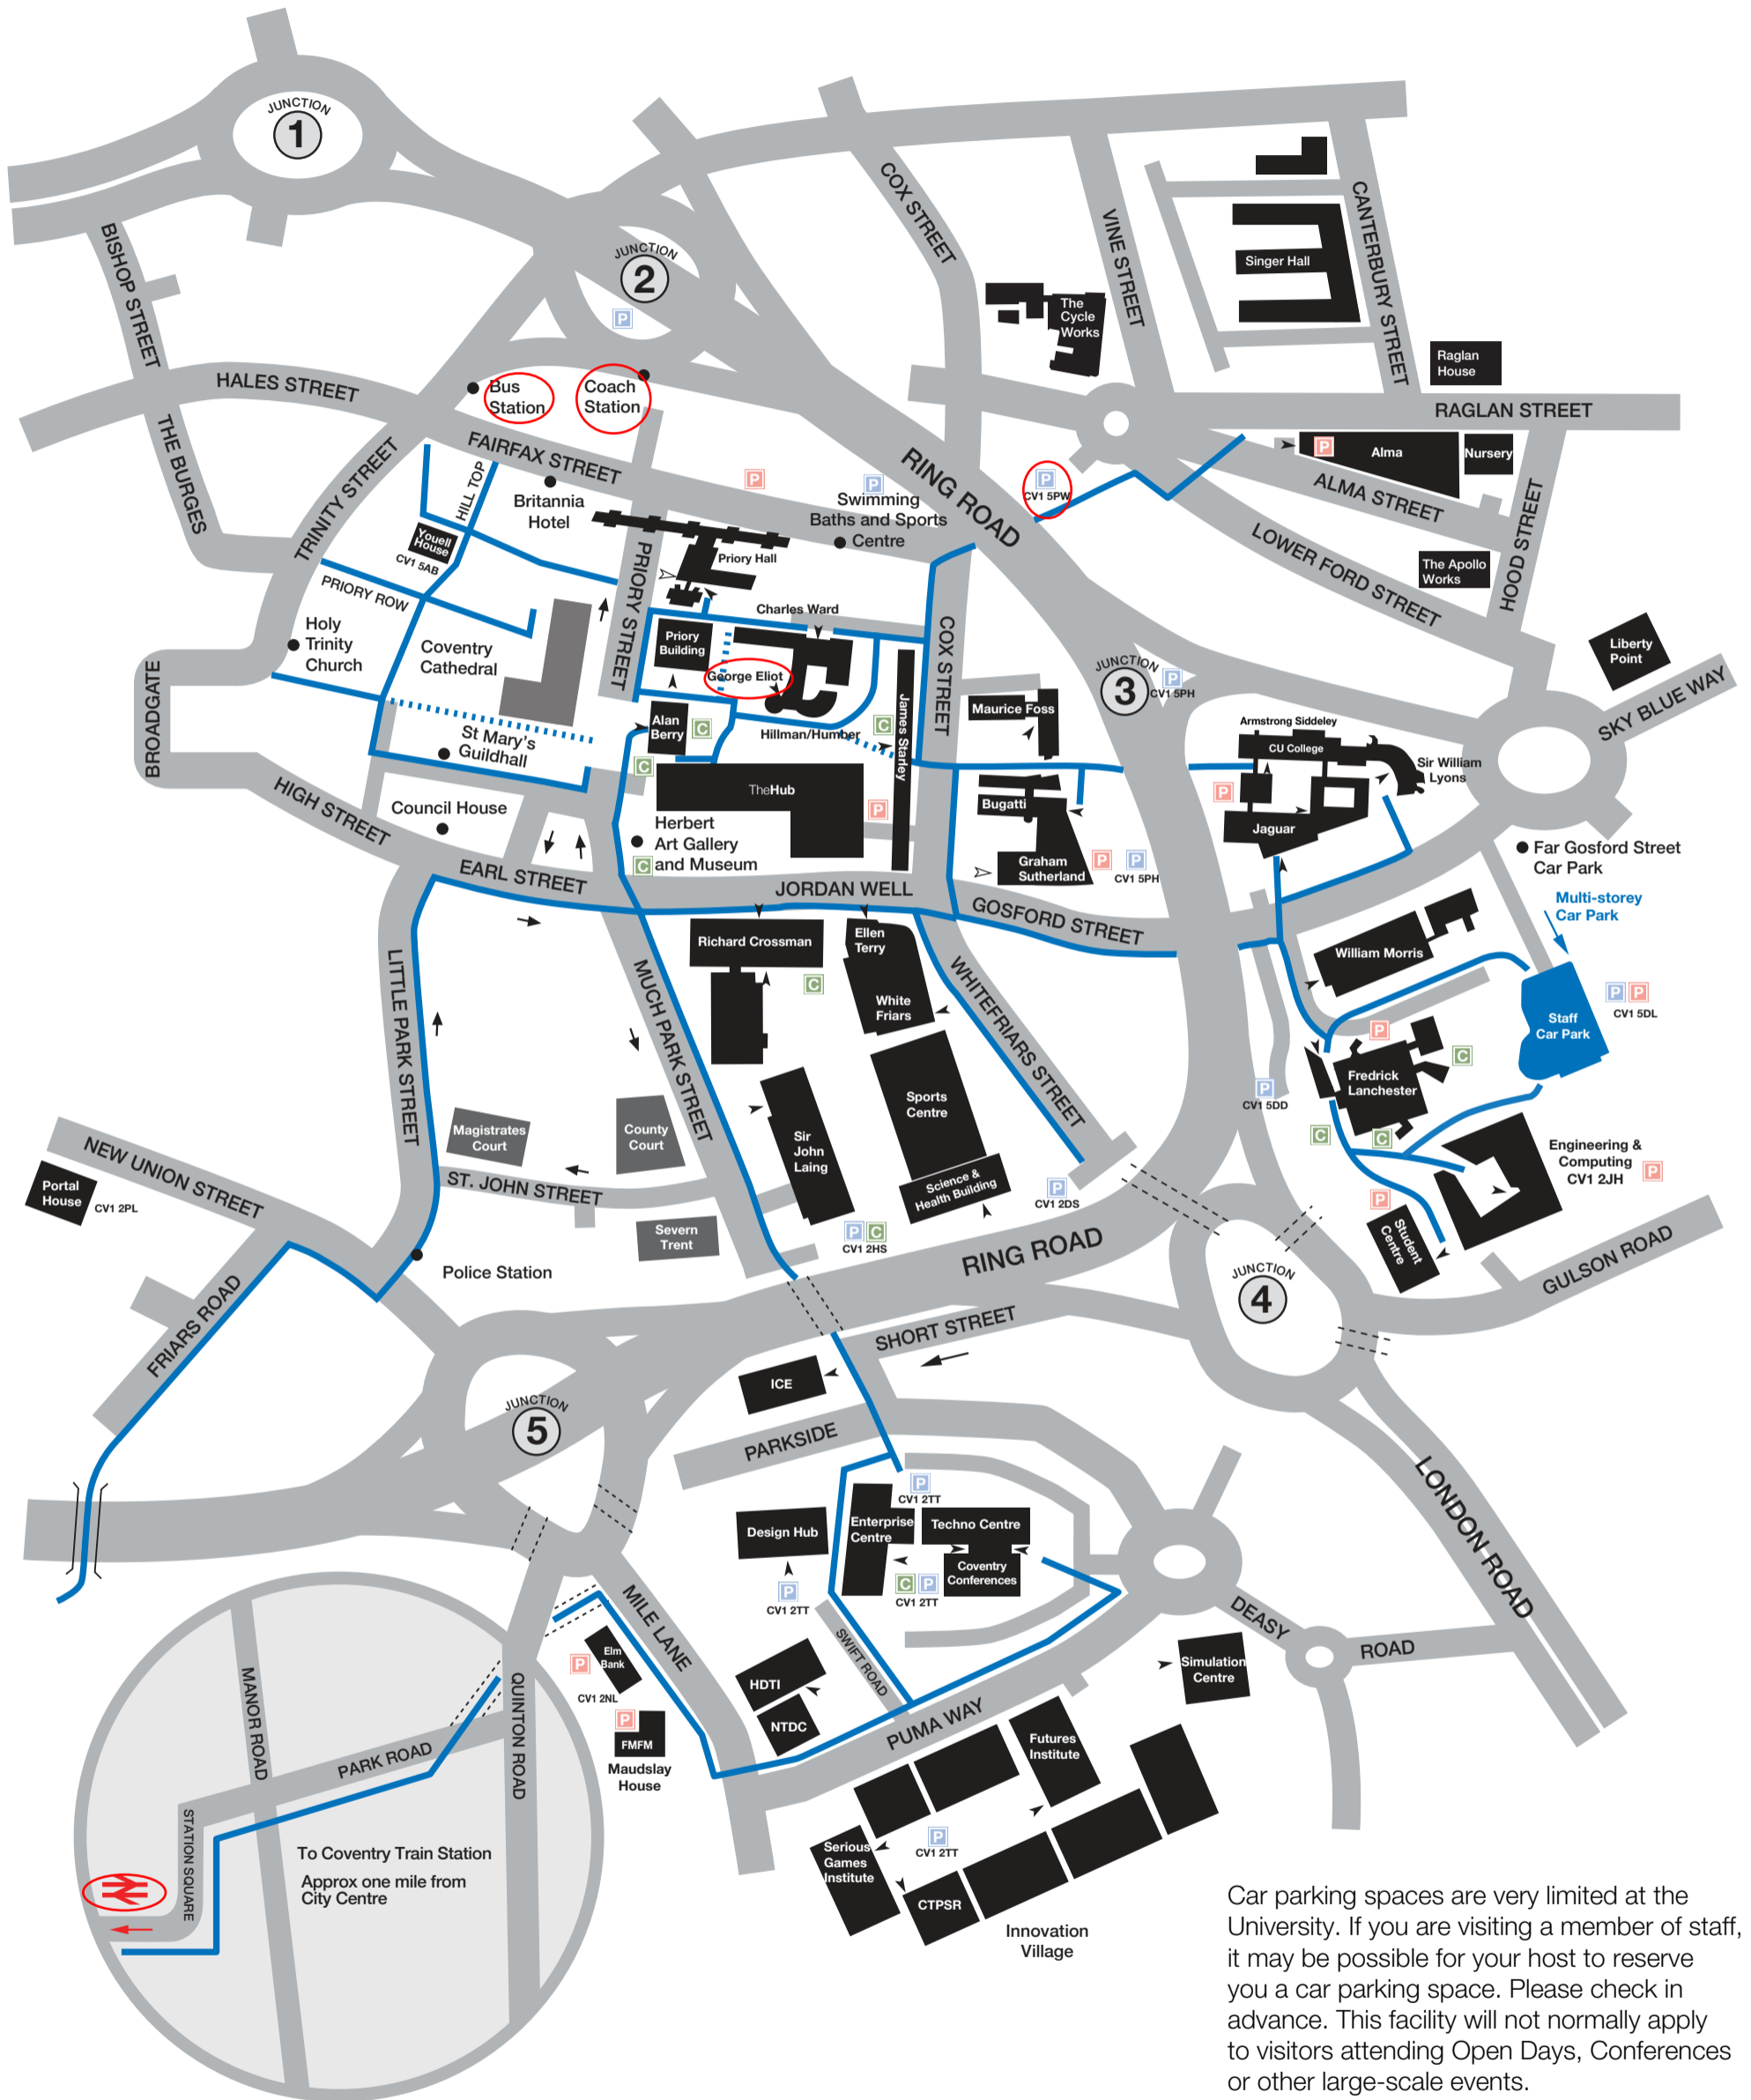 JUNCTION
1
JUNCTION
2
P
COX STREET
VINE STREET
CANTERBURY STREET
Singer Hall
The
Cycle
Works
Raglan
House
BISHOP STREET
HALES STREET
Bus
Station
Coach
Station
RAGLAN STREET
THE BURGES
TRINITY STREET
FAIRFAX STREET
HILL TOP
Britannia
Hotel
P
P
Swimming
Baths and Sports
Centre
RING ROAD
P
CV1 5PW
P
Alma
Nursery
ALMA STREET
LOWER FORD STREET
HOOD STREET
The Apollo
Works
Youell
House
CV1 5AB
PRIORY ROW
PRIORY STREET
Priory Hall
Charles Ward
Holy
Trinity
Church
Coventry
Cathedral
Priory
Building
George Eliot
COX STREET
James Starley
Liberty
Point
SKY BLUE WAY
BROADGATE
JUNCTION
3
P
CV1 5PH
Maurice Foss
Armstrong Siddeley
CU College
Sir William
Lyons
Alan
Berry
C
Hillman/Humber
C
St Mary's
Guildhall
C
TheHub
P
Bugatti
P
Jaguar
HIGH STREET
Council House
Herbert
Art Gallery
and Museum
C
Graham
Sutherland
P
P
CV1 5PH
Far Gosford Street
Car Park
EARL STREET
JORDAN WELL
GOSFORD STREET
Multi-storey
Car Park
Richard Crossman
Ellen
Terry
William Morris
LITTLE PARK STREET
MUCH PARK STREET
C
White
Friars
WHITEFRIARS STREET
Staff
Car Park
P
P
CV1 5DL
P
C
Fredrick
Lanchester
P
CV1 5DD
Magistrates
Court
County
Court
Sir
John
Laing
Sports
Centre
C
C
Engineering &
Computing
CV1 2JH
P
NEW UNION STREET
Portal
House
CV1 2PL
ST. JOHN STREET
Science &
Health Building
P
CV1 2DS
P
Student
Centre
Severn
Trent
P
C
CV1 2HS
RING ROAD
GULSON ROAD
Police Station
FRIARS ROAD
JUNCTION
4
SHORT STREET
ICE
JUNCTION
5
PARKSIDE
LONDON ROAD
P
CV1 2TT
Design Hub
Enterprise
Centre
Techno Centre
Coventry
Conferences
P
CV1 2TT
C
P
CV1 2TT
MILE LANE
SWIFT ROAD
DEASY
ROAD
Elm
Bank
P
CV1 2NL
HDTI
NTDC
Simulation
Centre
MANOR ROAD
QUINTON ROAD
P
FMFM
Maudslay
House
PUMA WAY
Futures
Institute
PARK ROAD
STATION SQUARE
To Coventry Train Station
Approx one mile from
City Centre
Serious
Games
Institute
P
CV1 2TT
CTPSR
Innovation
Village
Car parking spaces are very limited at the
University. If you are visiting a member of staff,
it may be possible for your host to reserve
you a car parking space. Please check in
advance. This facility will not normally apply
to visitors attending Open Days, Conferences
or other large-scale events.